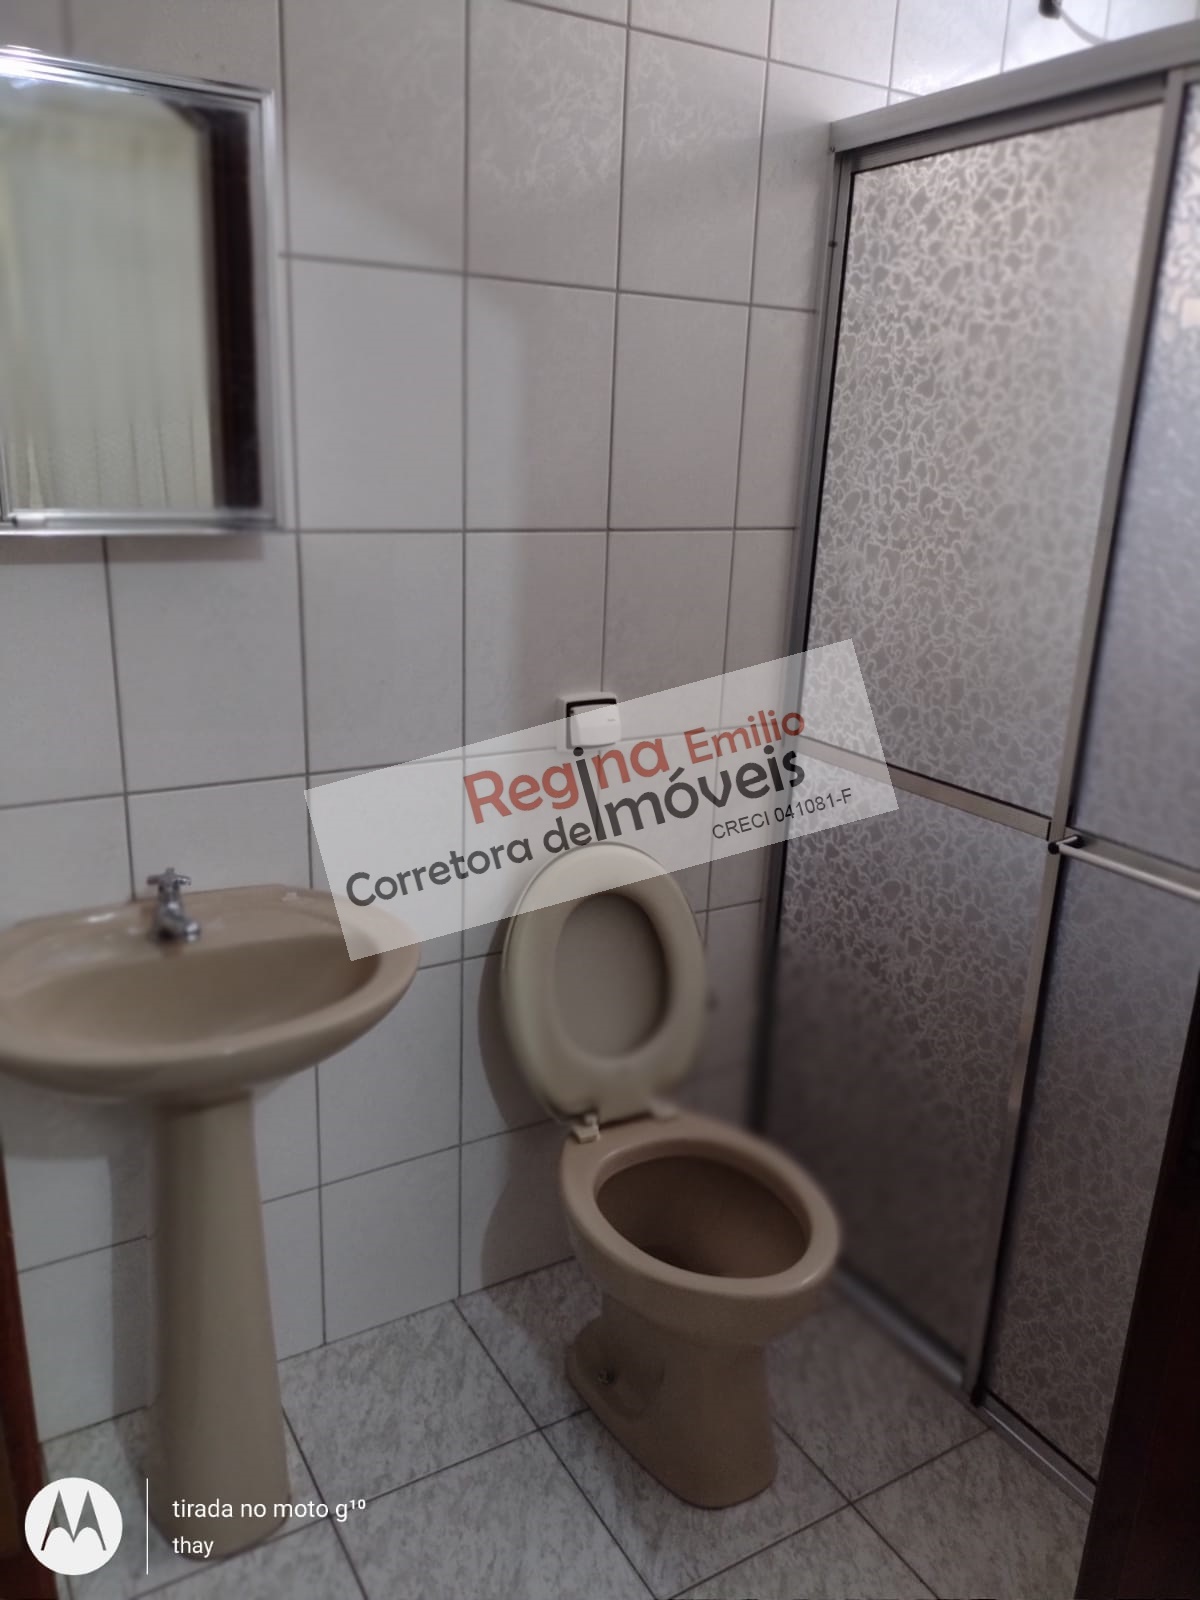 Regina Emilio
Corretora de Imóveis
CRECI 041081-F
tirada no moto g¹⁰
thay